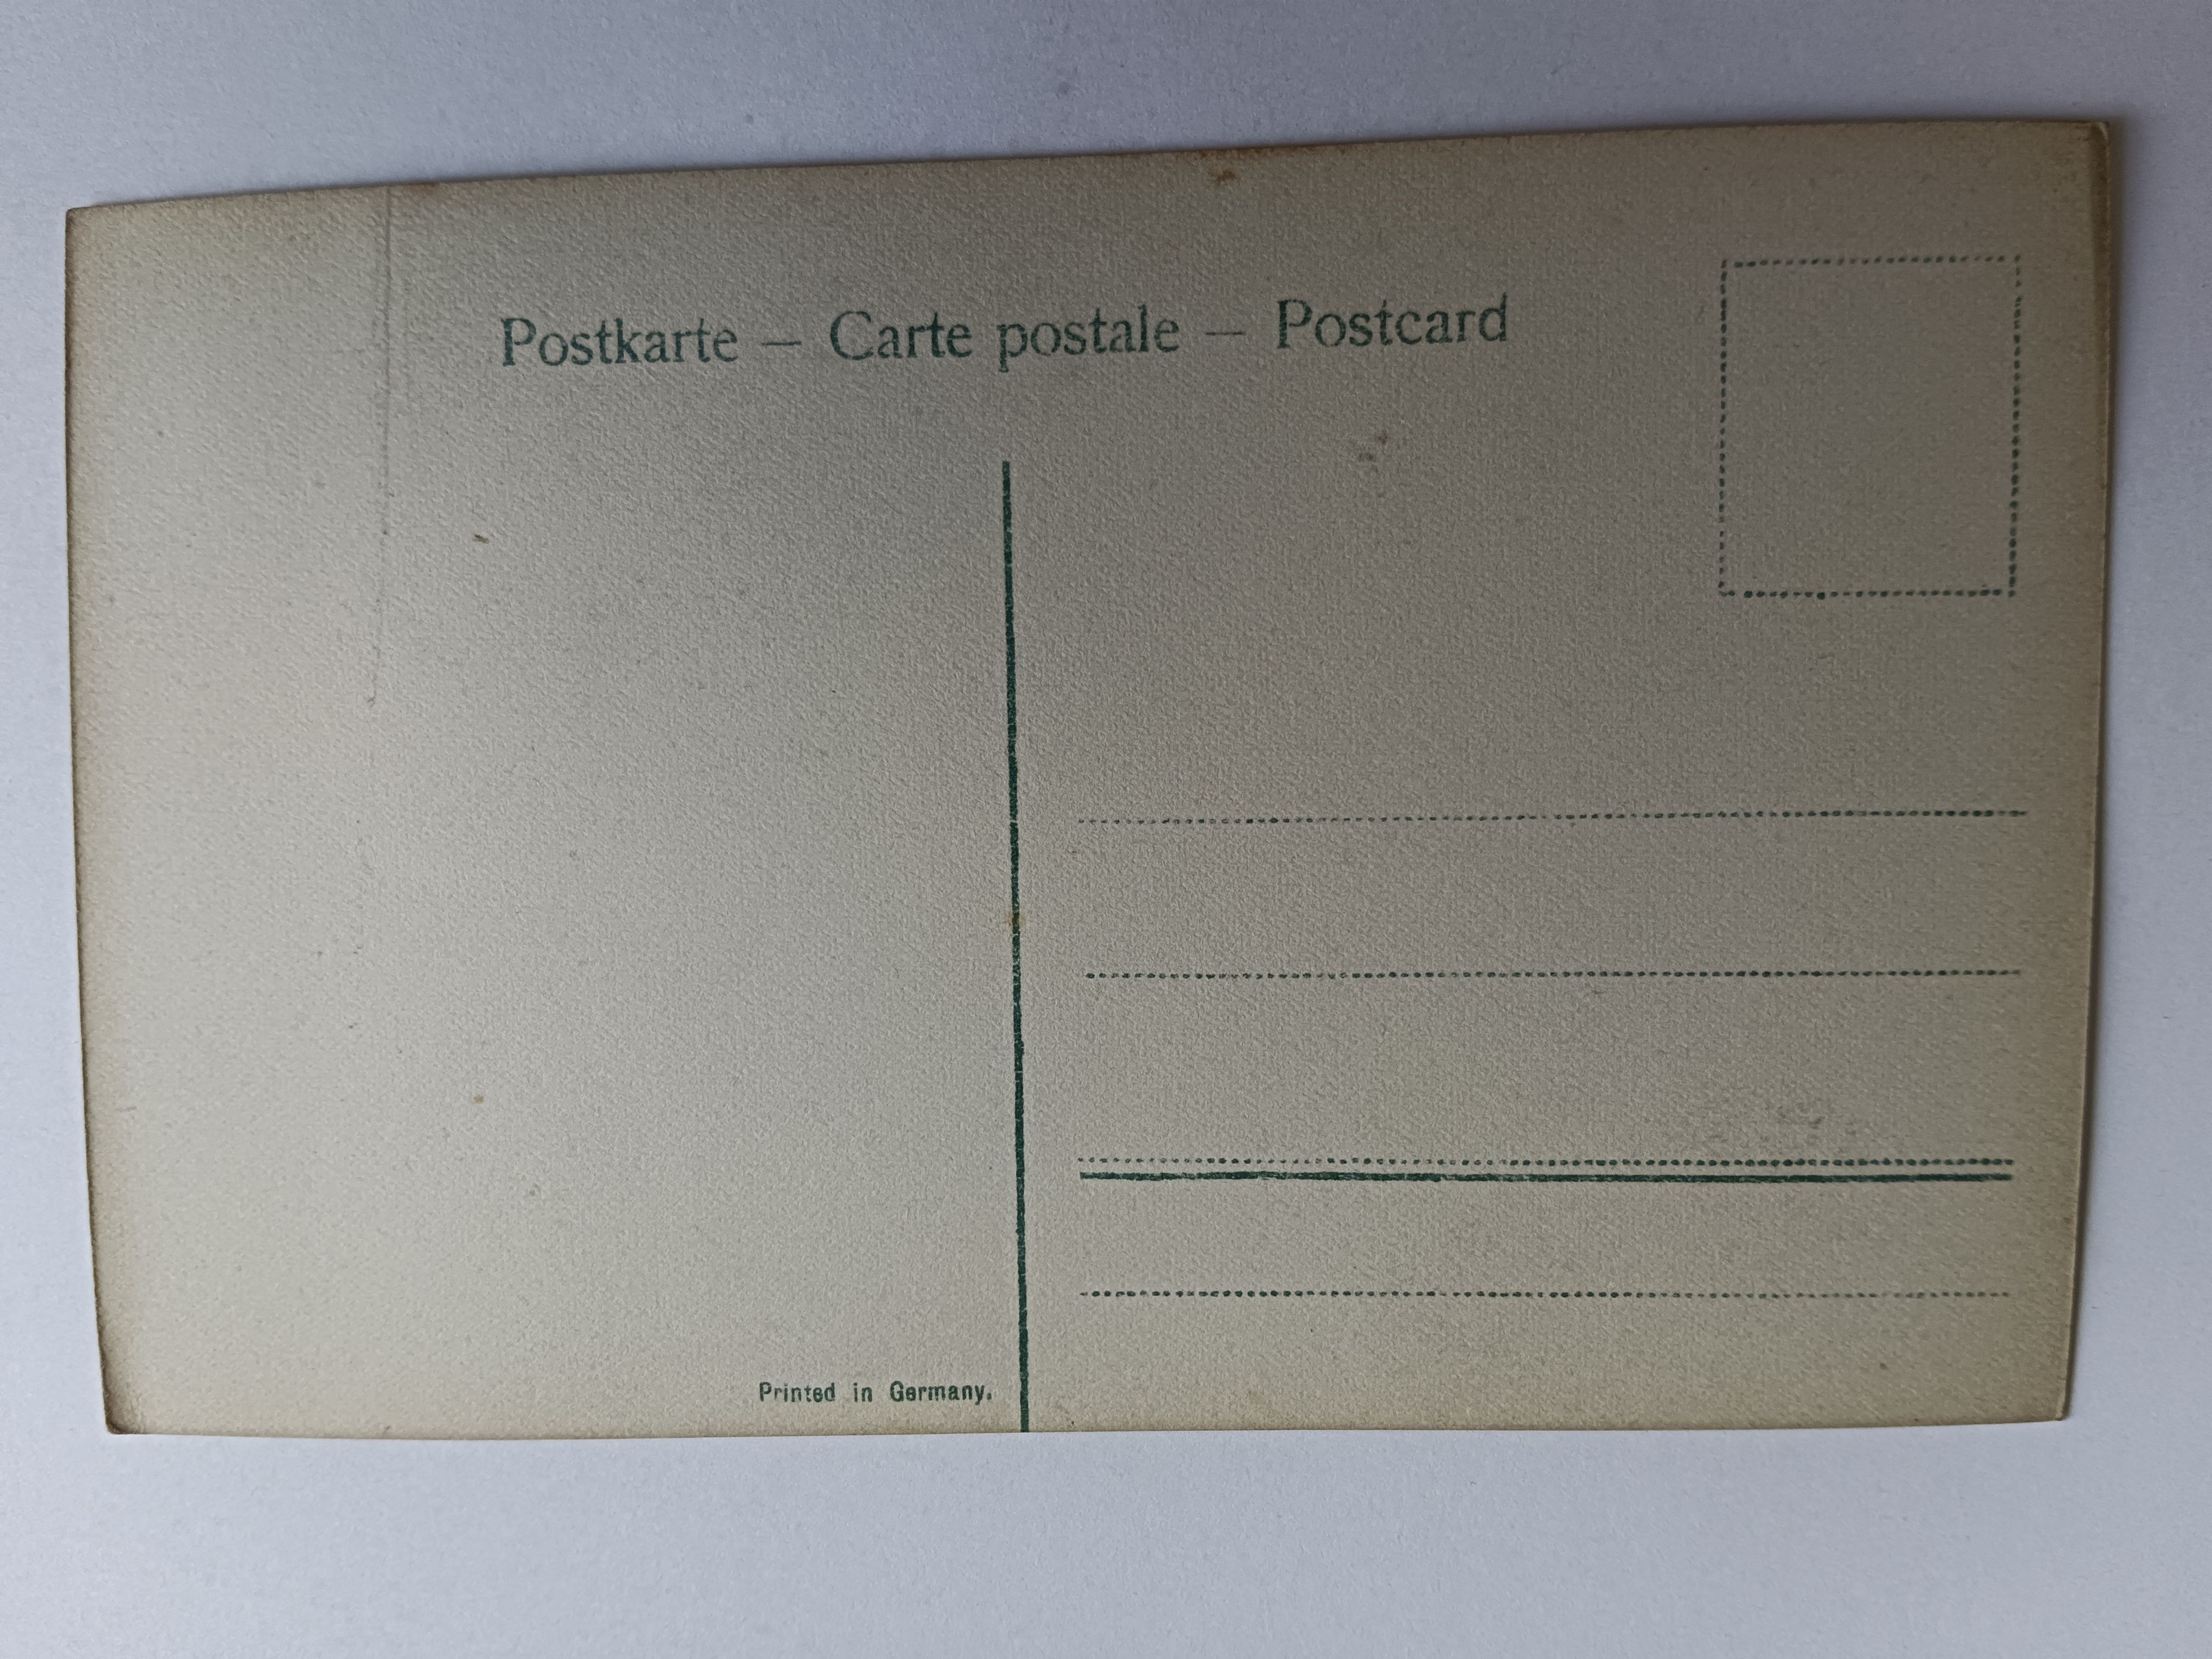 Postkarte — Carte postale — Postcard
Printed in Germany.